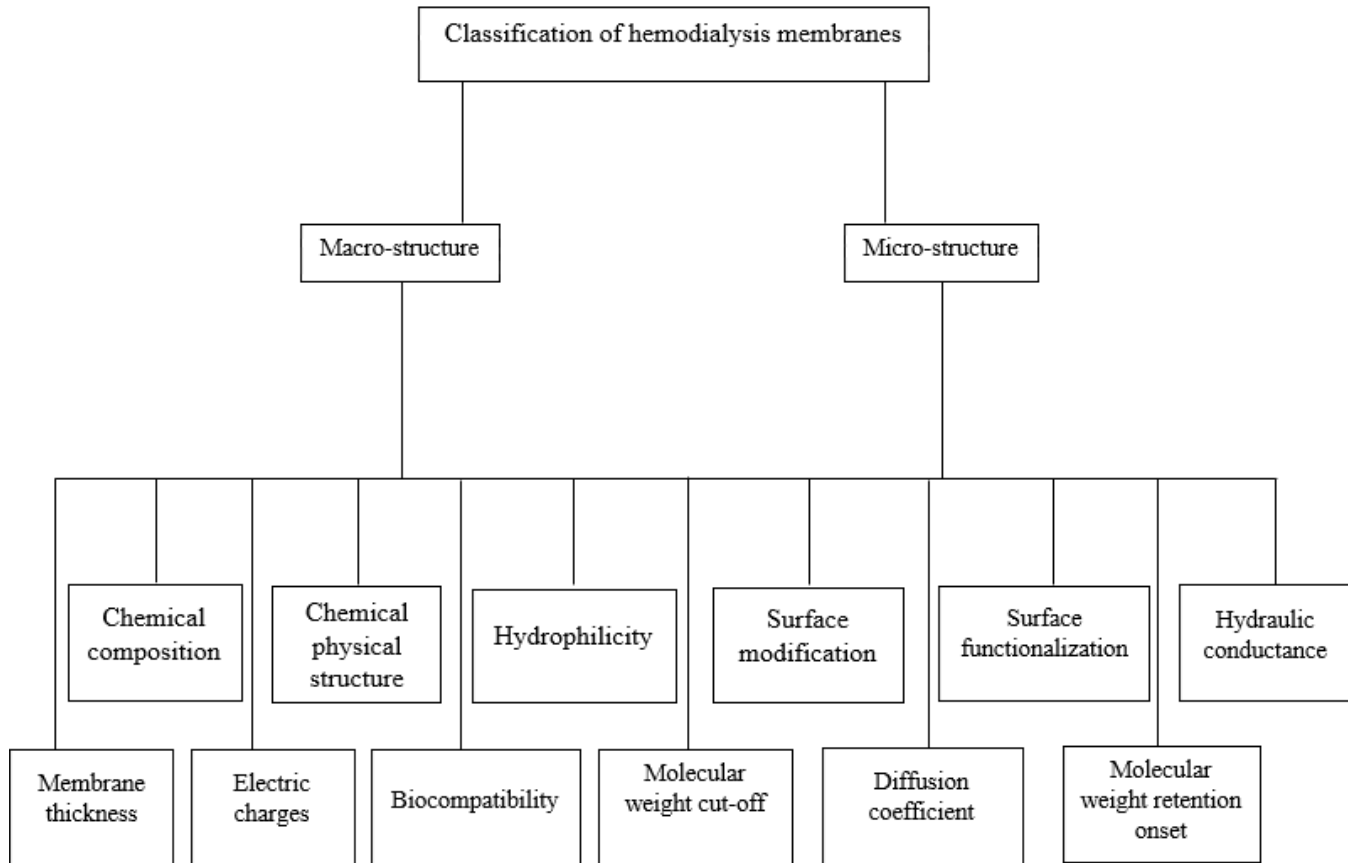 Classification of hemodialysis membranes
Macro-structure
Micro-structure
Chemical
composition
Chemical
physical
structure
Hydrophilicity
Surface
modification
Surface
functionalization
Hydraulic
conductance
Membrane
thickness
Electric
charges
Biocompatibility
Molecular
weight cut-off
Diffusion
coefficient
Molecular
weight retention
onset